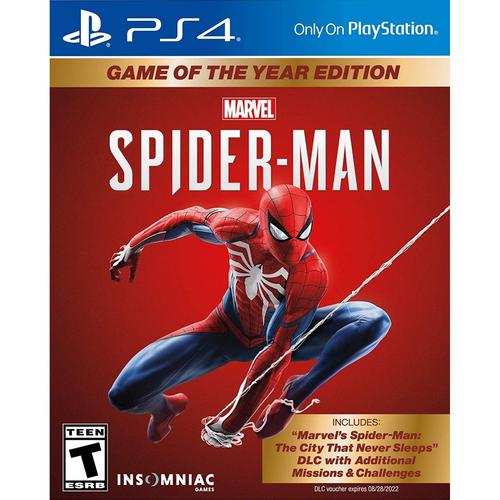 PS4
Only On PlayStation®
GAME OF THE YEAR EDITION
MARVEL
SPIDER-MAN
INCLUDES:
"Marvel's Spider-Man:
The City That Never Sleeps"
DLC with Additional
Missions & Challenges
DLC voucher expires 08/28/2022
TEEN
T
ESRB
INSOMNIAC
GAMES